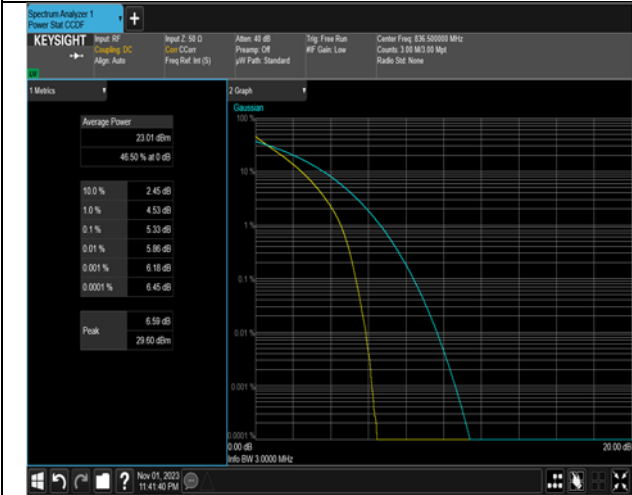 Spectrum Analyzer 1
Power Stat CCDF
+
KEYSIGHT
Input: RF
Coupling: DC
Align: Auto
Input Z: 50 Ω
Corr CCorr
Freq Ref: Int (S)
Atten: 40 dB
Preamp: Off
µW Path: Standard
Trig: Free Run
#IF Gain: Low
Center Freq: 836.500000 MHz
Counts: 3.00 M/3.00 Mpt
Radio Std: None
1 Metrics
Average Power
23.01 dBm
46.50 % at 0 dB
10.0 % 2.45 dB
1.0 % 4.53 dB
0.1 % 5.33 dB
0.01 % 5.86 dB
0.001 % 6.18 dB
0.0001 % 6.45 dB
Peak 6.59 dB
29.60 dBm
2 Graph
Gaussian
100 %
10 %
1 %
0.1 %
0.01 %
0.001 %
0.0001 %
0.00 dB 20.00 dB
Info BW 3.0000 MHz
? Nov 01, 2023
11:41:40 PM